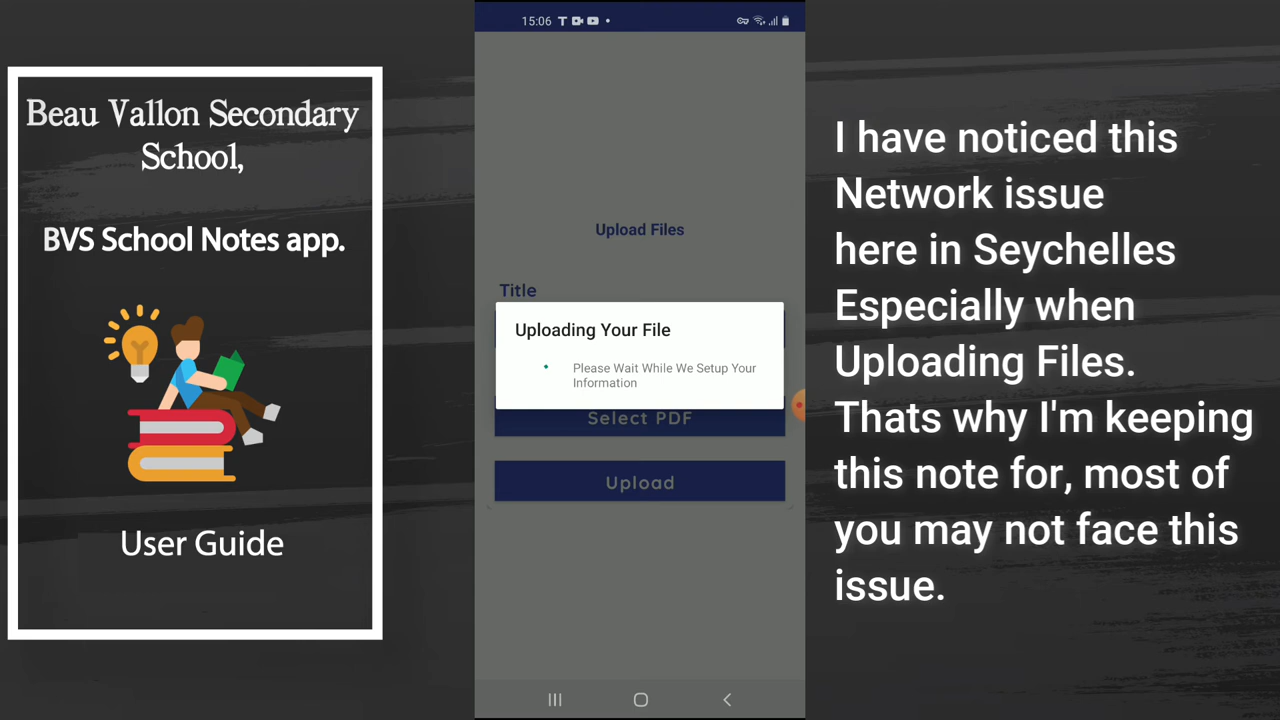 Beau Vallon Secondary
School,
BVS School Notes app.
User Guide
15:06
Upload Files
Title
Uploading Your File
Please Wait While We Setup Your
Information
Select PDF
Upload
I have noticed this
Network issue
here in Seychelles
Especially when
Uploading Files.
Thats why I'm keeping
this note for, most of
you may not face this
issue.